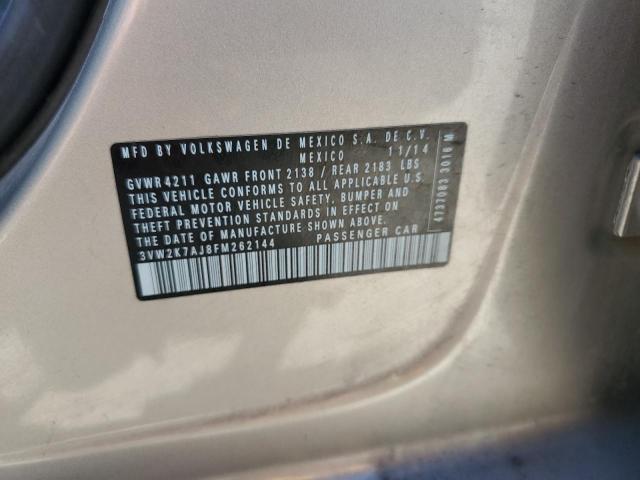 MFD BY VOLKSWAGEN DE MEXICO S.A. DE C.V.
MEXICO 11/14
GVWR 4211 GAWR FRONT 2138 / REAR 2183 LBS
THIS VEHICLE CONFORMS TO ALL APPLICABLE U.S.
FEDERAL MOTOR VEHICLE SAFETY, BUMPER AND
THEFT PREVENTION STANDARDS IN EFFECT ON
THE DATE OF MANUFACTURE SHOWN ABOVE.
3VW2K7AJ8FM262144 PASSENGER CAR